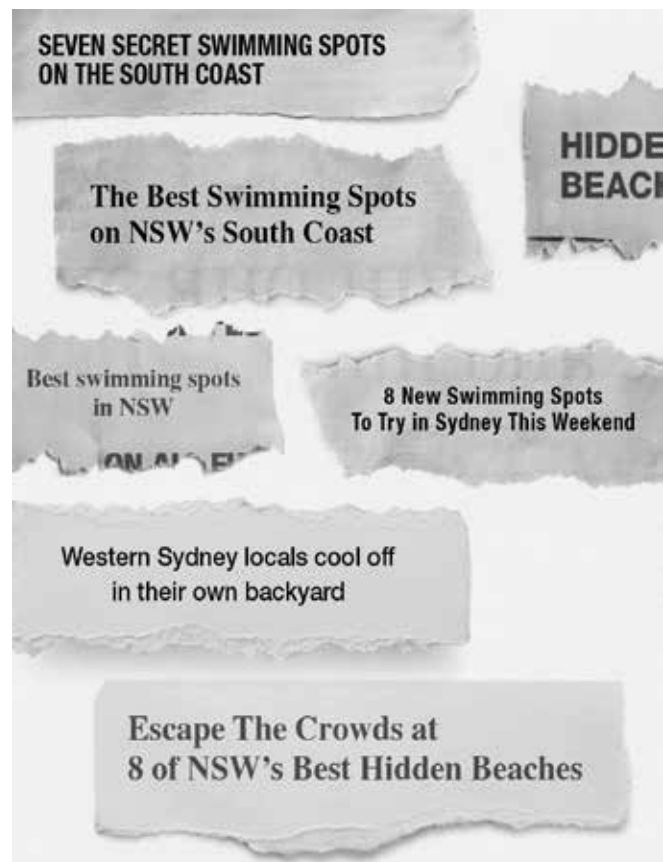 SEVEN SECRET SWIMMING SPOTS
ON THE SOUTH COAST
HIDDE
BEACH
The Best Swimming Spots
on NSW's South Coast
Best swimming spots
in NSW
8 New Swimming Spots
To Try in Sydney This Weekend
Western Sydney locals cool off
in their own backyard
Escape The Crowds at
8 of NSW's Best Hidden Beaches